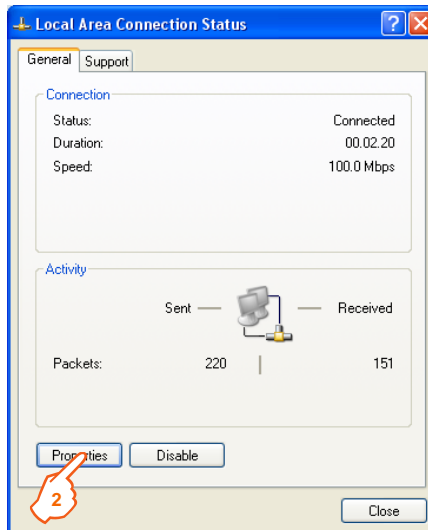 Local Area Connection Status
General Support
Connection
Status: Connected
Duration: 00.02.20
Speed: 100.0 Mbps
Activity
Sent Received
Packets: 220 151
Properties Disable
2
Close